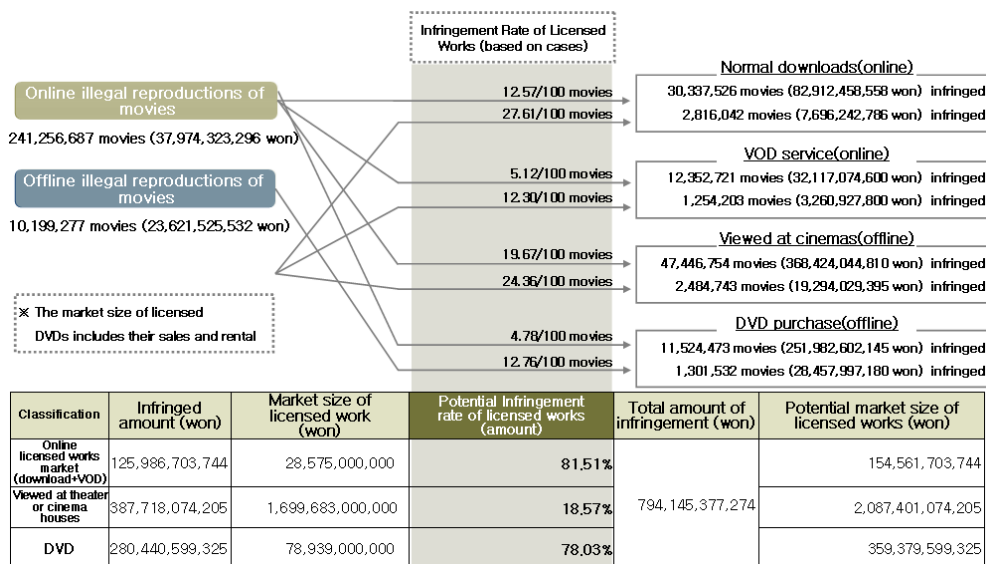 Infringement Rate of Licensed
Works (based on cases)
Online illegal reproductions of
movies
241,256,687 movies (37,974,323,296 won)
Offline illegal reproductions of
movies
10,199,277 movies (23,621,525,532 won)
※ The market size of licensed
DVDs includes their sales and rental
12.57/100 movies
27.61/100 movies
5.12/100 movies
12.30/100 movies
19.67/100 movies
24.36/100 movies
4.78/100 movies
12.76/100 movies
Normal downloads(online)
30,337,526 movies (82,912,458,558 won) infringed
2,816,042 movies (7,696,242,786 won) infringed
VOD service(online)
12,352,721 movies (32,117,074,600 won) infringed
1,254,203 movies (3,260,927,800 won) infringed
Viewed at cinemas(offline)
47,446,754 movies (368,424,044,810 won) infringed
2,484,743 movies (19,294,029,395 won) infringed
DVD purchase(offline)
11,524,473 movies (251,982,602,145 won) infringed
1,301,532 movies (28,457,997,180 won) infringed
Classification
Infringed
amount (won)
Market size of
licensed work
(won)
Potential Infringement
rate of licensed works
(amount)
Total amount of
infringement (won)
Potential market size of
licensed works (won)
Online
licensed works
market
(download+VOD)
125,986,703,744
28,575,000,000
81.51%
794,145,377,274
154,561,703,744
Viewed at theater
or cinema
houses
387,718,074,205
1,699,683,000,000
18.57%
2,087,401,074,205
DVD
280,440,599,325
78,939,000,000
78.03%
359,379,599,325